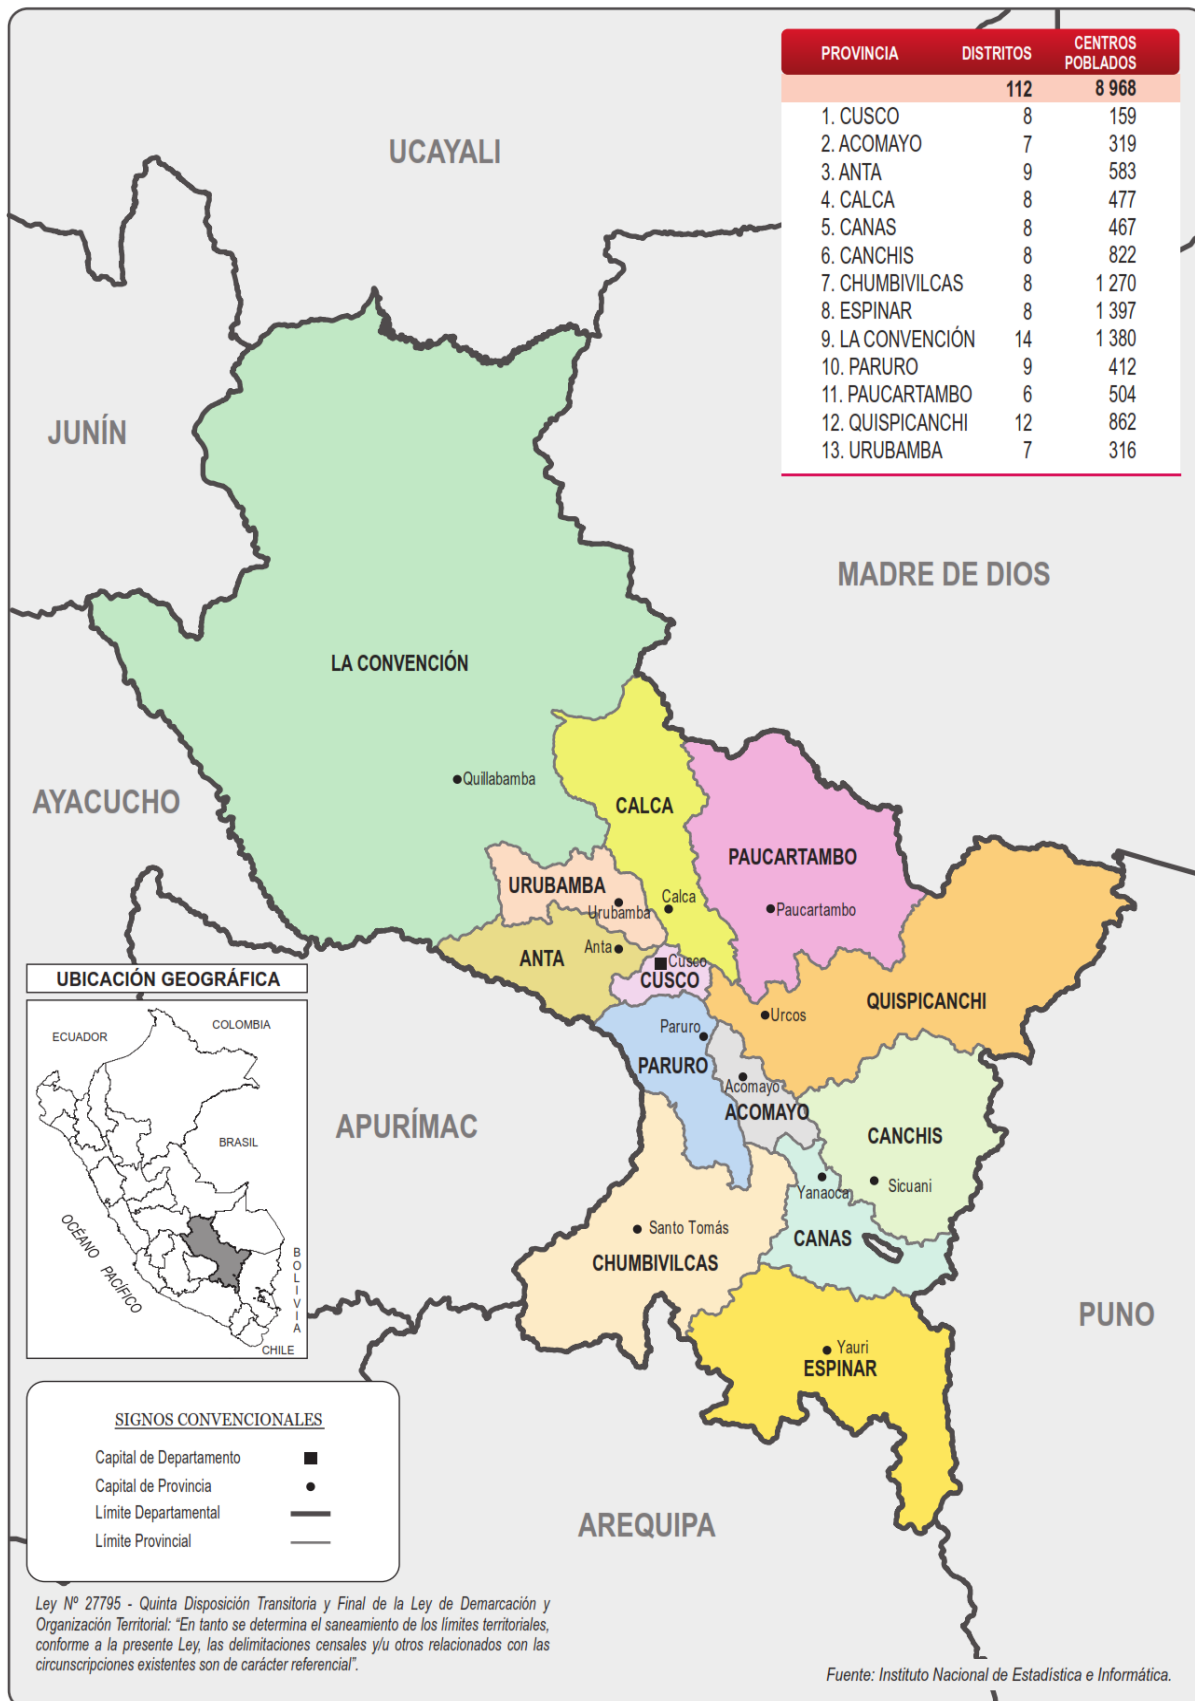 PROVINCIA DISTRITOS CENTROS POBLADOS
112 8 968
1. CUSCO 8 159
2. ACOMAYO 7 319
3. ANTA 9 583
4. CALCA 8 477
5. CANAS 8 467
6. CANCHIS 8 822
7. CHUMBIVILCAS 8 1 270
8. ESPINAR 8 1 397
9. LA CONVENCIÓN 14 1 380
10. PARURO 9 412
11. PAUCARTAMBO 6 504
12. QUISPICANCHI 12 862
13. URUBAMBA 7 316
UCAYALI
JUNÍN
MADRE DE DIOS
LA CONVENCIÓN
Quillabamba
AYACUCHO
CALCA
PAUCARTAMBO
URUBAMBA
Urubamba
Calca
Paucartambo
ANTA
Anta
Cusco
CUSCO
QUISPICANCHI
Urcos
Paruro
PARURO
Acomayo
ACOMAYO
APURÍMAC
CANCHIS
Yanaoca
Sicuani
Santo Tomás
CANAS
CHUMBIVILCAS
PUNO
Yauri
ESPINAR
AREQUIPA
UBICACIÓN GEOGRÁFICA
COLOMBIA
ECUADOR
BRASIL
OCÉANO PACÍFICO
BOLIVIA
CHILE
SIGNOS CONVENCIONALES
Capital de Departamento
Capital de Provincia
Límite Departamental
Límite Provincial
Ley Nº 27795 - Quinta Disposición Transitoria y Final de la Ley de Demarcación y
Organización Territorial: “En tanto se determina el saneamiento de los límites territoriales,
conforme a la presente Ley, las delimitaciones censales y/u otros relacionados con las
circunscripciones existentes son de carácter referencial”.
Fuente: Instituto Nacional de Estadística e Informática.